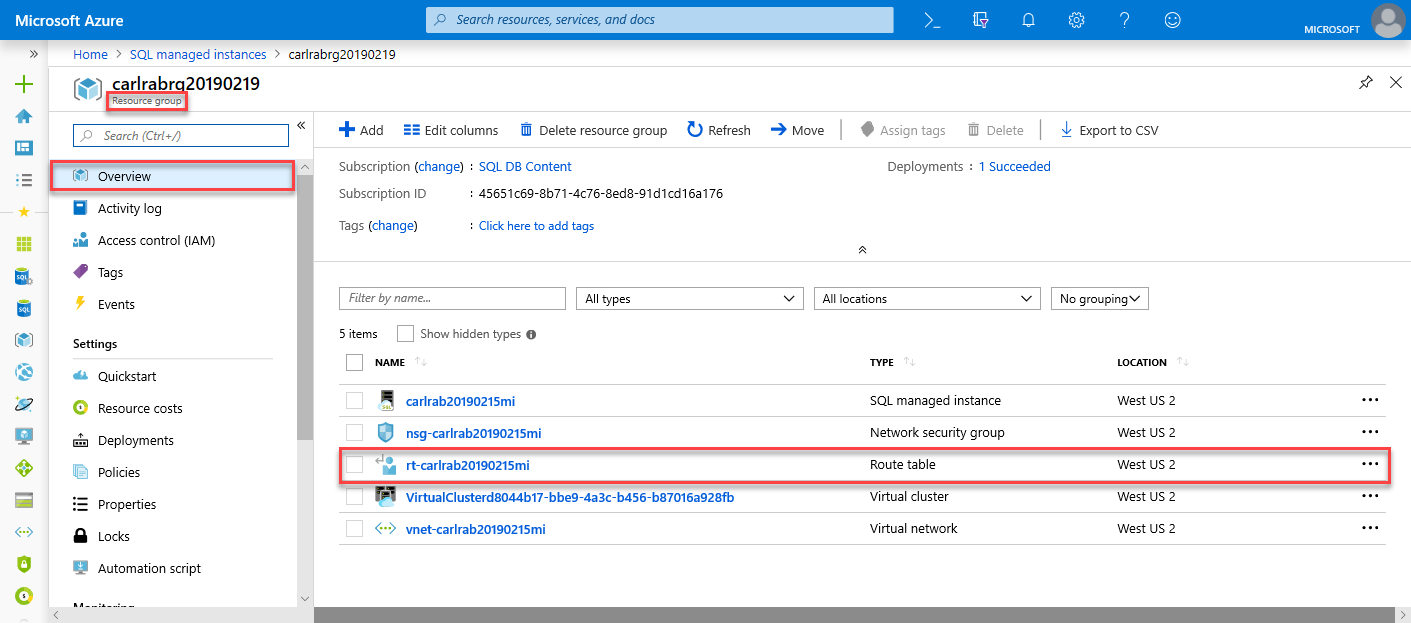 Microsoft Azure
Search resources, services, and docs
MICROSOFT
Home > SQL managed instances > carlrabrg20190219
carlrabrg20190219
Resource group
Search (Ctrl+/)
Overview
Activity log
Access control (IAM)
Tags
Events
Settings
Quickstart
Resource costs
Deployments
Policies
Properties
Locks
Automation script
Monitoring
Add Edit columns Delete resource group Refresh Move Assign tags Delete Export to CSV
Subscription (change) : SQL DB Content Deployments : 1 Succeeded
Subscription ID : 45651c69-8b71-4c76-8ed8-91d1cd16a176
Tags (change) : Click here to add tags
Filter by name... All types All locations No grouping
5 items Show hidden types
NAME TYPE LOCATION
carlrab20190215mi SQL managed instance West US 2
nsg-carlrab20190215mi Network security group West US 2
rt-carlrab20190215mi Route table West US 2
VirtualClusterd8044b17-bbe9-4a3c-b456-b87016a928fb Virtual cluster West US 2
vnet-carlrab20190215mi Virtual network West US 2